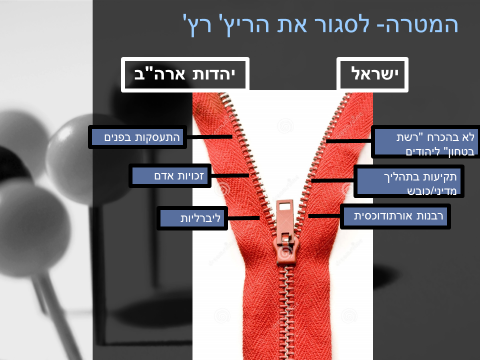 המטרה- לסגור את הריץ' רץ'
ישראל
יהדות ארה"ב
לא בהכרח "רשת
בטחון" ליהודים
התעסקות בפנים
תקיעות בתהליך
מדיני/כובש
זכויות אדם
רבנות אורתודוכסית
ליברליות